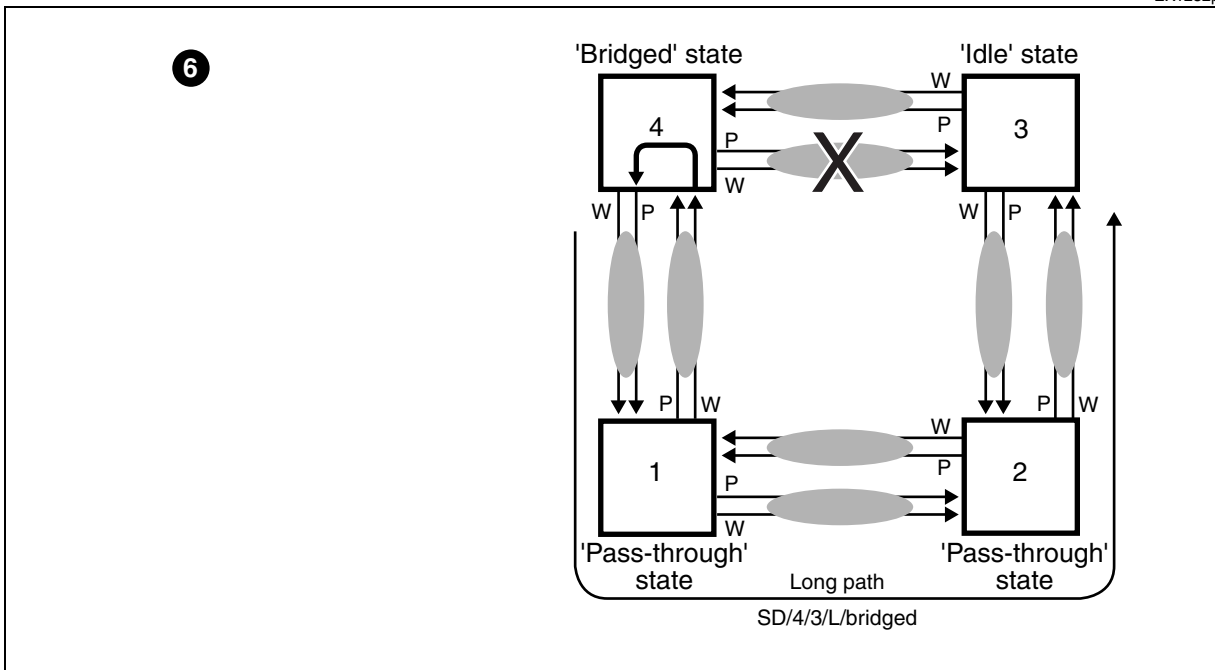 6
'Bridged' state
'Idle' state
W
P
4
3
P
W
W
P
W
P
P
W
P
W
W
P
1
2
P
W
'Pass-through'
state
'Pass-through'
state
Long path
SD/4/3/L/bridged